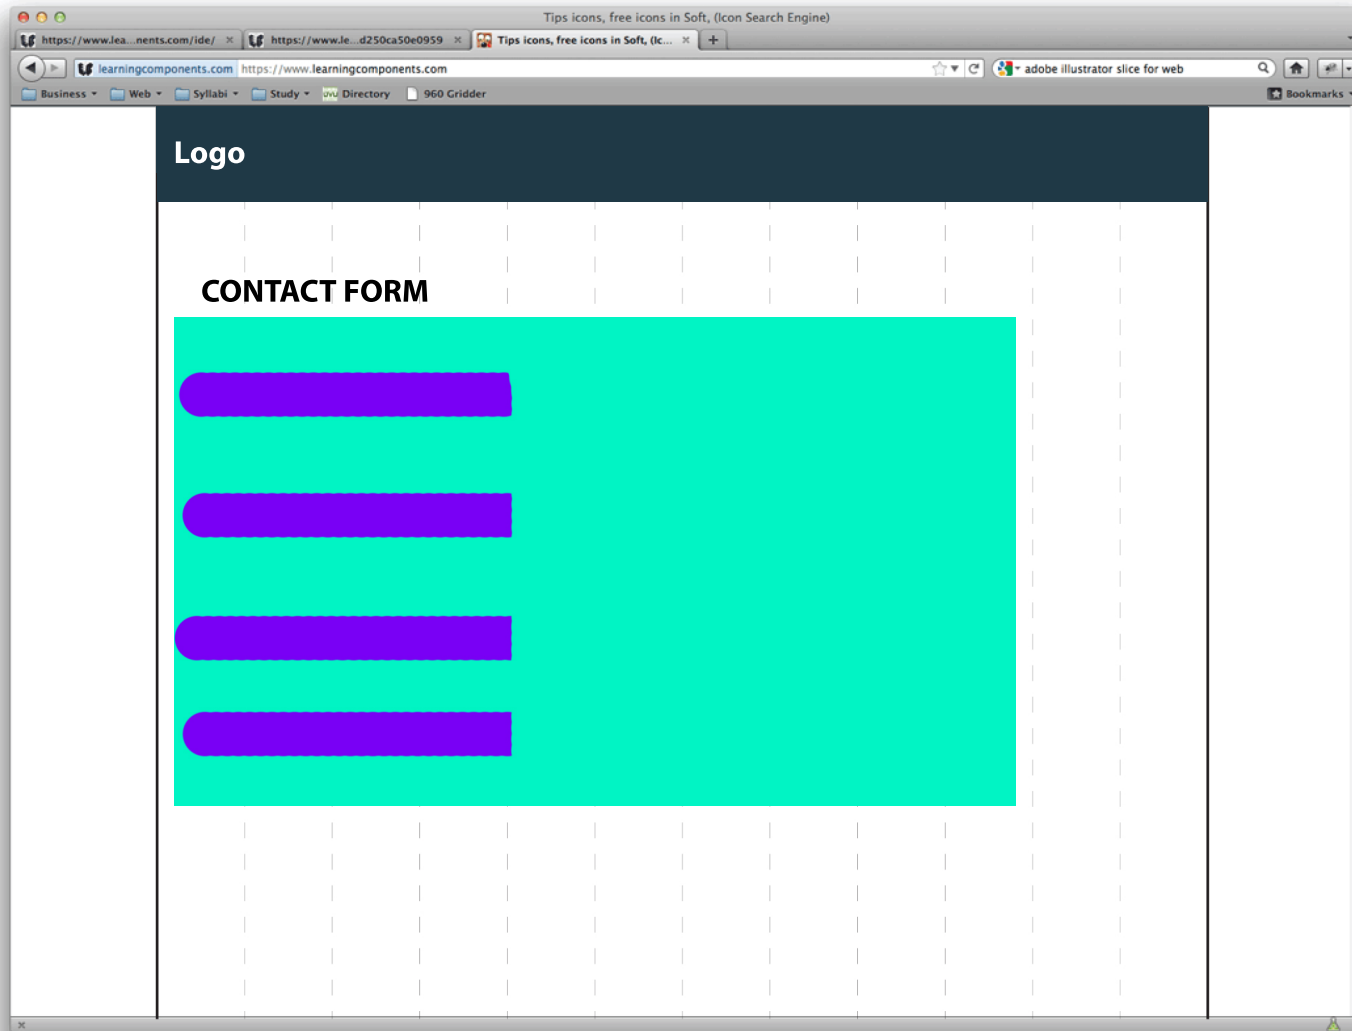 Tips icons, free icons in Soft, (Icon Search Engine)
https://www.lea...nents.com/ide/
https://www.le...d250ca50e0959
Tips icons, free icons in Soft, (Ic...
learningcomponents.com https://www.learningcomponents.com
adobe illustrator slice for web
Business Web Syllabi Study Directory 960 Gridder Bookmarks
Logo
CONTACT FORM